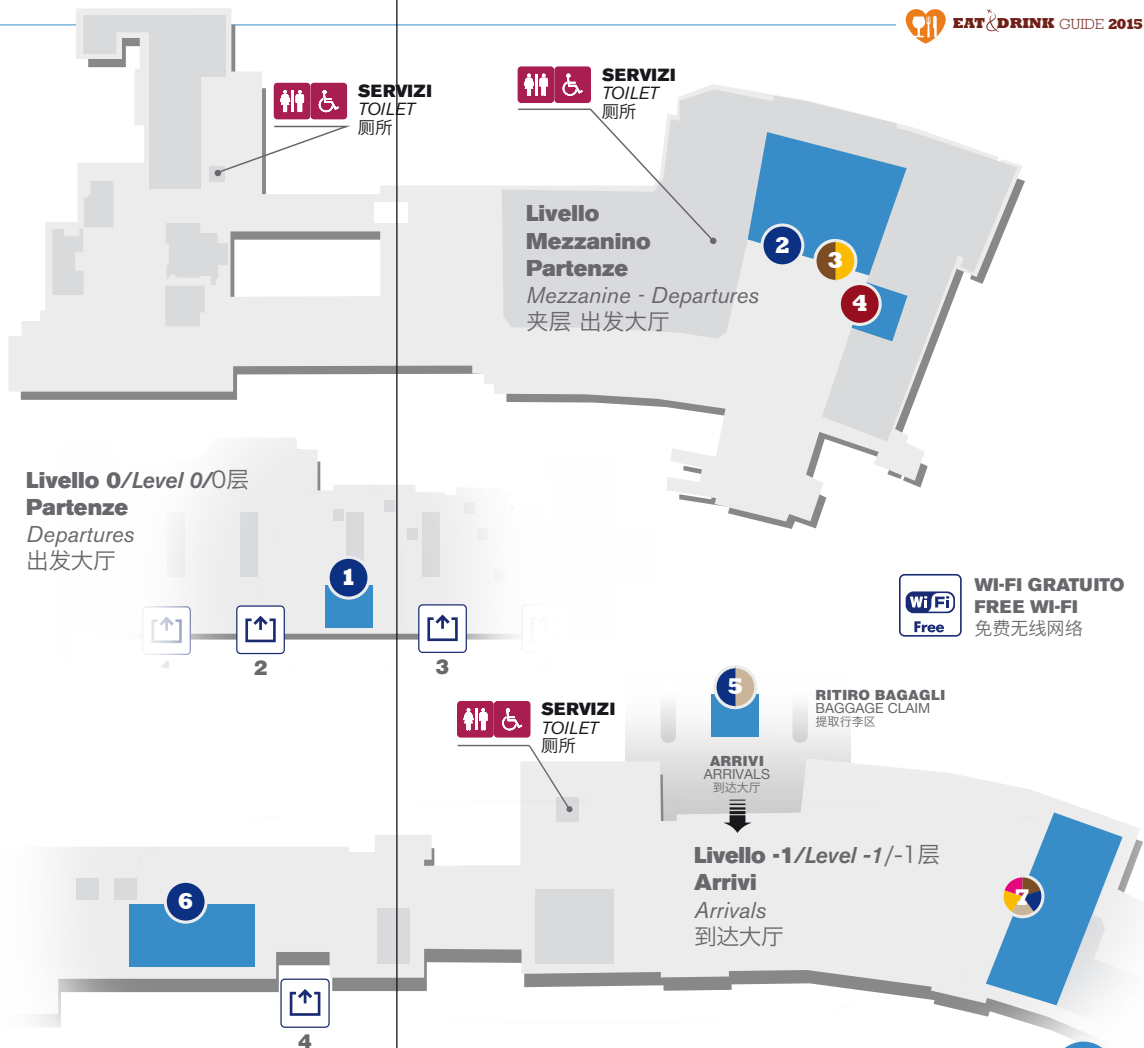 EAT & DRINK GUIDE 2015
SERVIZI
TOILET
厕所
SERVIZI
TOILET
厕所
Livello
Mezzanino
Partenze
Mezzanine - Departures
夹层 出发大厅
2
3
4
Livello 0/Level 0/0层
Partenze
Departures
出发大厅
1
2
3
Wi Fi
Free
WI-FI GRATUITO
FREE WI-FI
免费无线网络
5
RITIRO BAGAGLI
BAGGAGE CLAIM
提取行李区
SERVIZI
TOILET
厕所
ARRIVI
ARRIVALS
到达大厅
Livello -1/Level -1/-1层
Arrivi
Arrivals
到达大厅
6
7
4